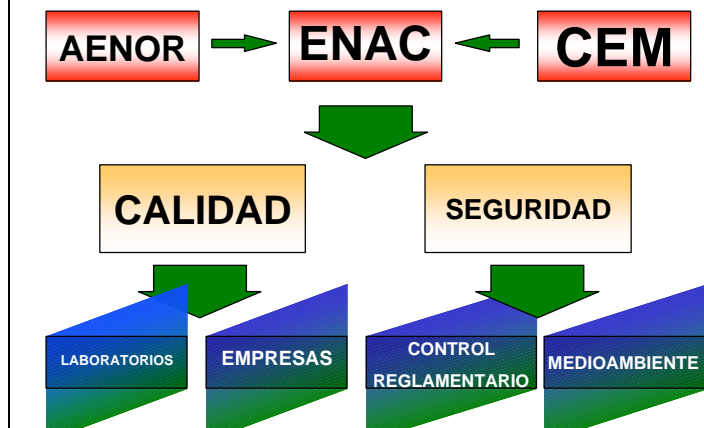 AENOR
ENAC
CEM
CALIDAD
SEGURIDAD
LABORATORIOS
EMPRESAS
CONTROL
REGLAMENTARIO
MEDIOAMBIENTE